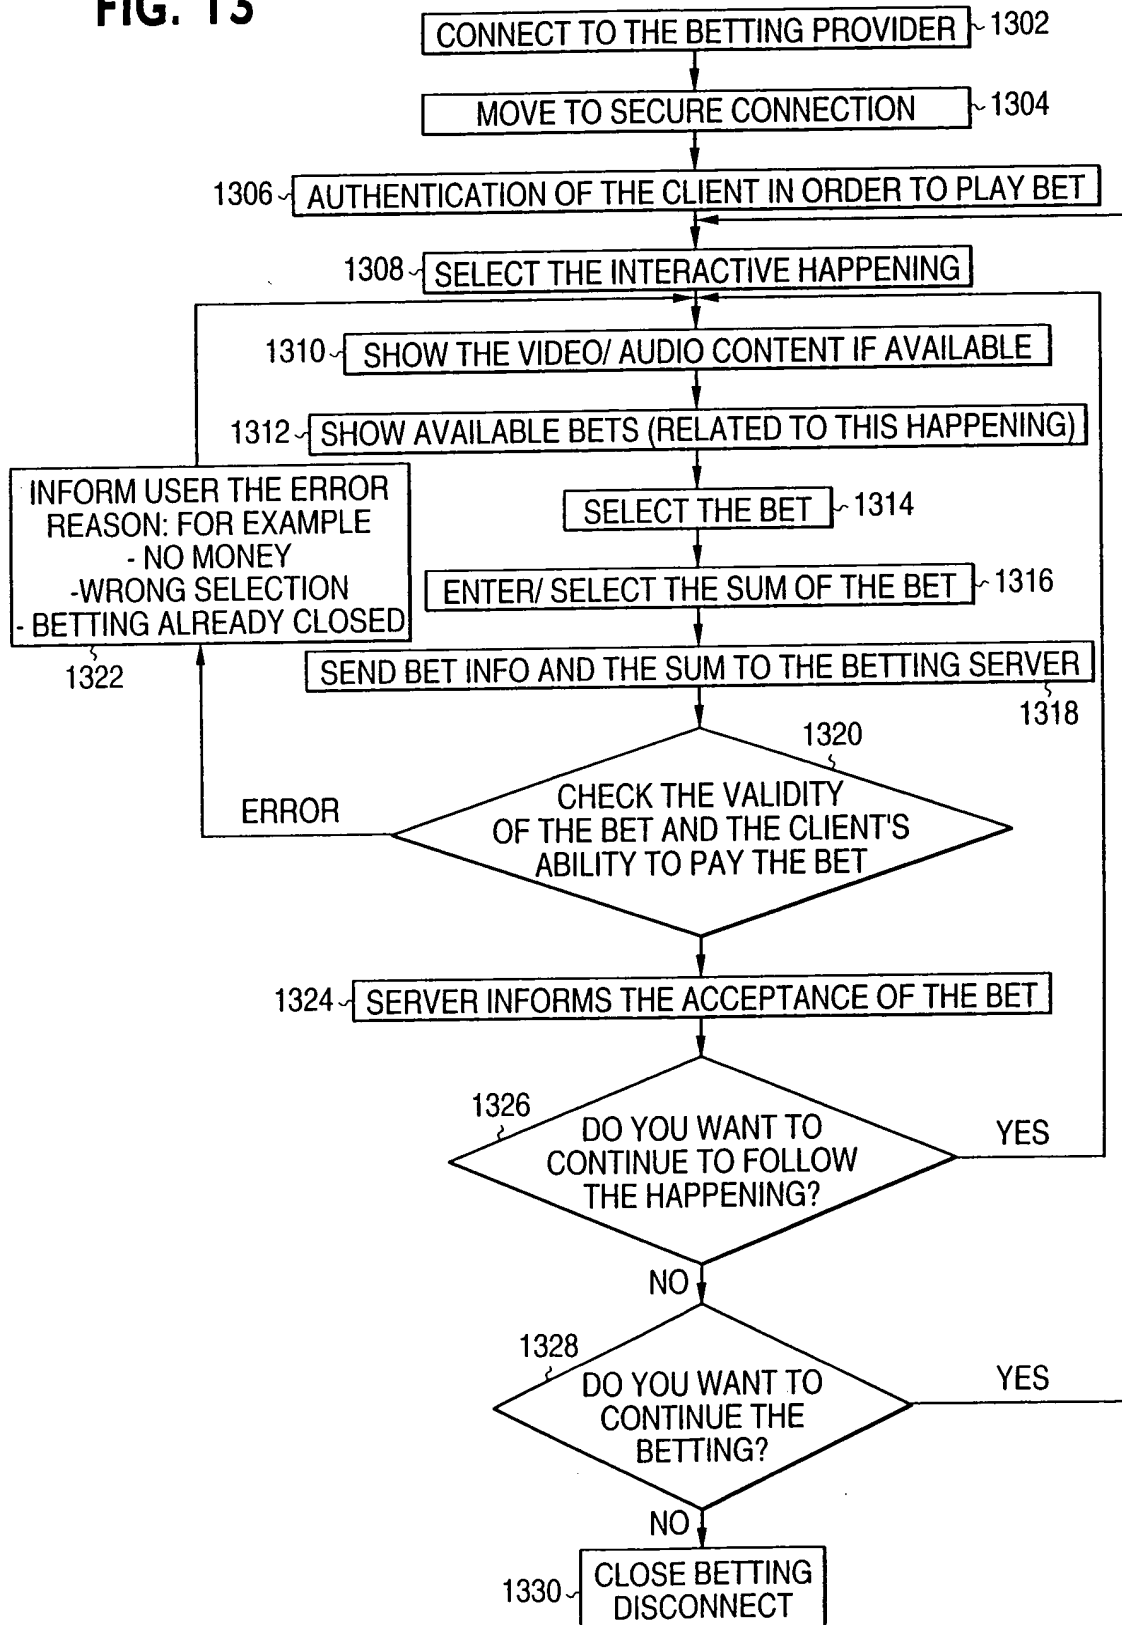 FIG. 13
CONNECT TO THE BETTING PROVIDER
1302
MOVE TO SECURE CONNECTION
1304
1306
AUTHENTICATION OF THE CLIENT IN ORDER TO PLAY BET
1308
SELECT THE INTERACTIVE HAPPENING
1310
SHOW THE VIDEO/ AUDIO CONTENT IF AVAILABLE
1312
SHOW AVAILABLE BETS (RELATED TO THIS HAPPENING)
INFORM USER THE ERROR
REASON: FOR EXAMPLE
- NO MONEY
-WRONG SELECTION
- BETTING ALREADY CLOSED
1322
SELECT THE BET
1314
ENTER/ SELECT THE SUM OF THE BET
1316
SEND BET INFO AND THE SUM TO THE BETTING SERVER
1318
1320
CHECK THE VALIDITY
OF THE BET AND THE CLIENT'S
ABILITY TO PAY THE BET
ERROR
1324
SERVER INFORMS THE ACCEPTANCE OF THE BET
1326
DO YOU WANT TO
CONTINUE TO FOLLOW
THE HAPPENING?
YES
NO
1328
DO YOU WANT TO
CONTINUE THE
BETTING?
YES
NO
1330
CLOSE BETTING
DISCONNECT